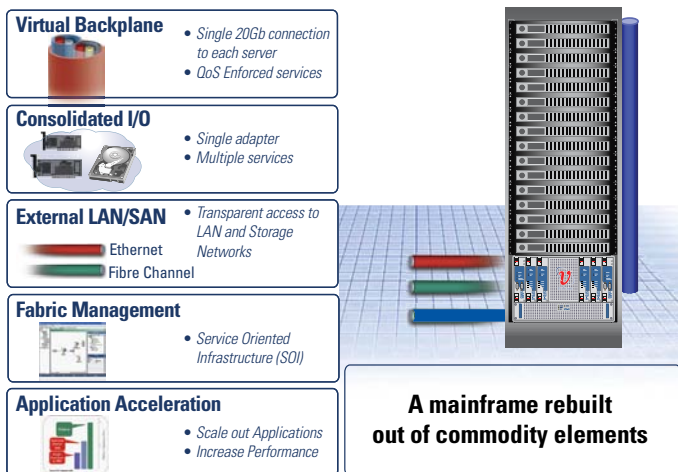 Virtual Backplane
• Single 20Gb connection
to each server
• QoS Enforced services
Consolidated I/O
• Single adapter
• Multiple services
External LAN/SAN
• Transparent access to
LAN and Storage
Networks
Ethernet
Fibre Channel
Fabric Management
• Service Oriented
Infrastructure (SOI)
Application Acceleration
• Scale out Applications
• Increase Performance
v
A mainframe rebuilt
out of commodity elements